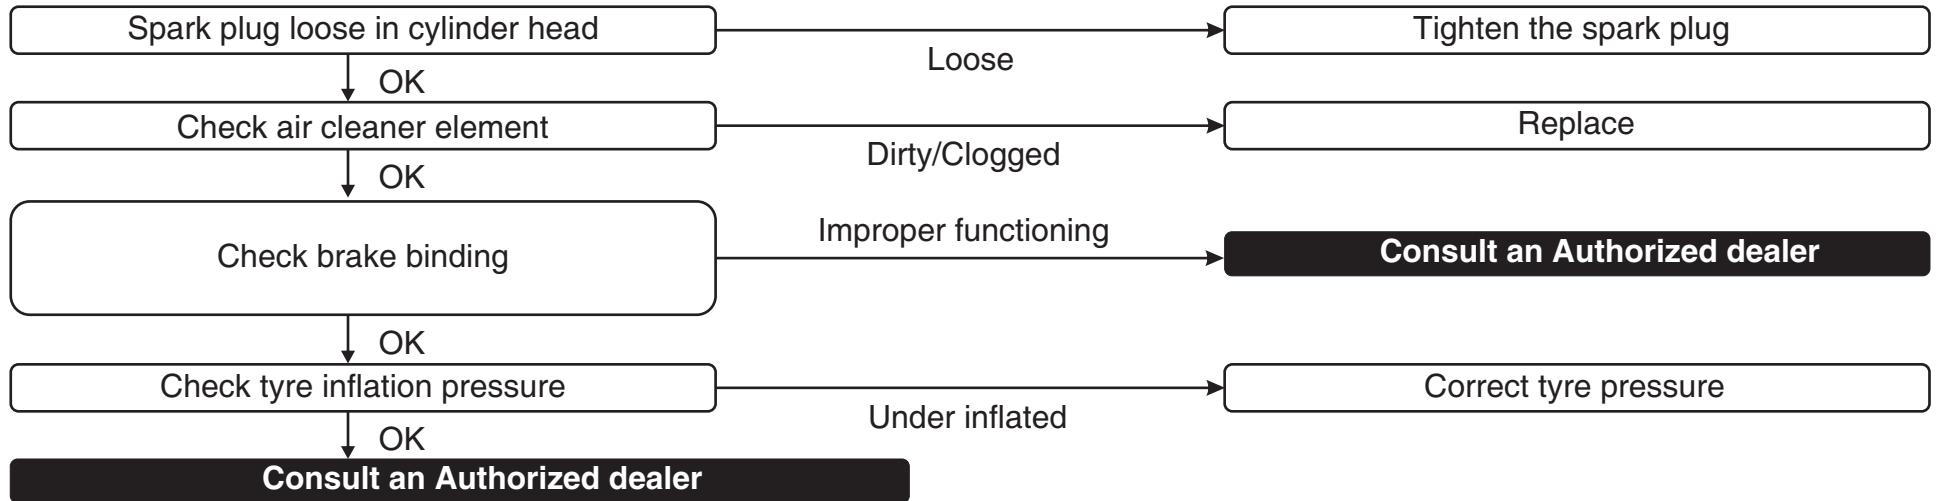 Spark plug loose in cylinder head
Loose
Tighten the spark plug
OK
Check air cleaner element
Dirty/Clogged
Replace
OK
Check brake binding
Improper functioning
Consult an Authorized dealer
OK
Check tyre inflation pressure
Under inflated
Correct tyre pressure
OK
Consult an Authorized dealer